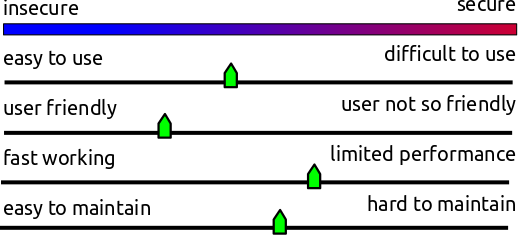 insecure secure
easy to use difficult to use
user friendly user not so friendly
fast working limited performance
easy to maintain hard to maintain